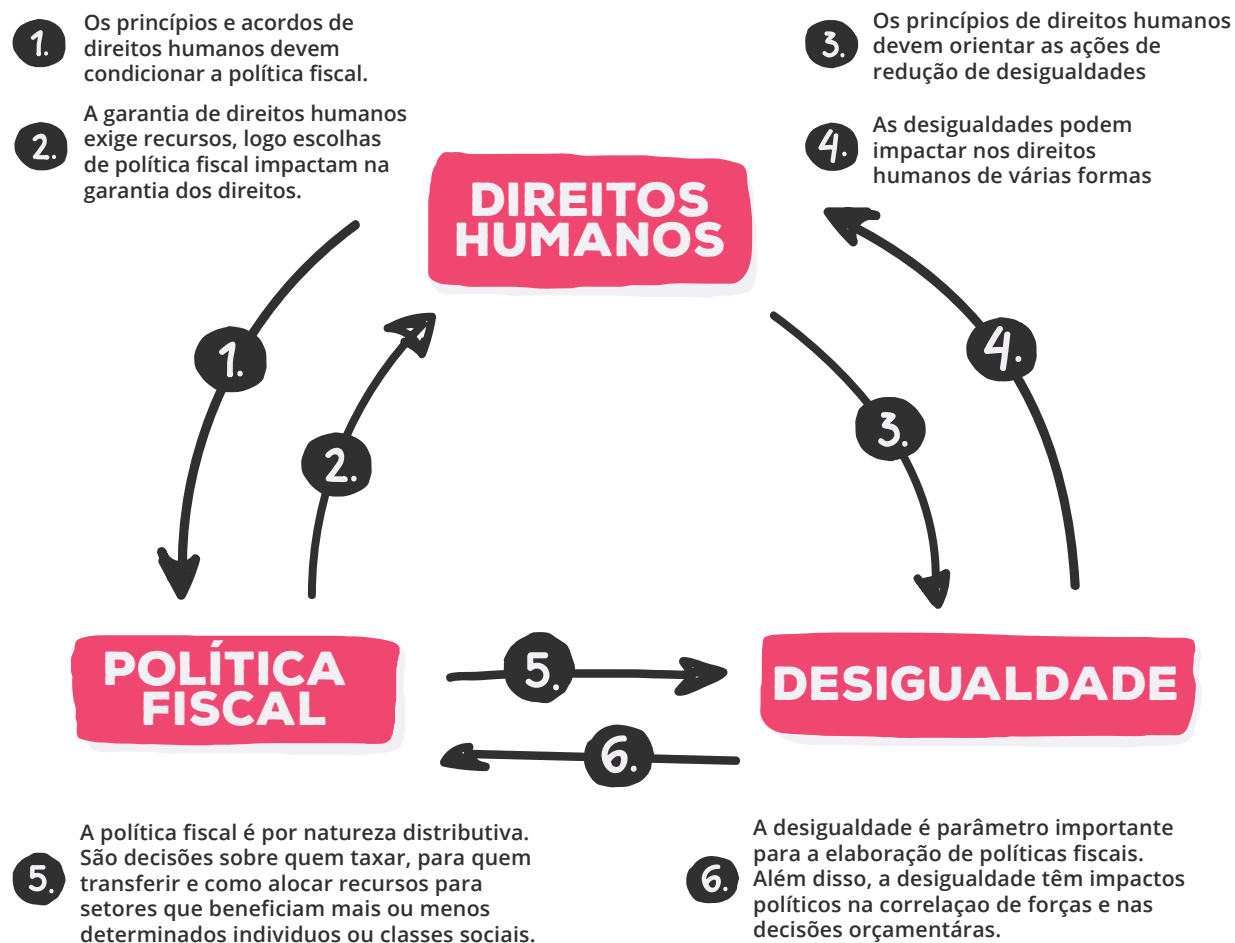 1.
Os princípios e acordos de
direitos humanos devem
condicionar a política fiscal.
2.
A garantia de direitos humanos
exige recursos, logo escolhas
de política fiscal impactam na
garantia dos direitos.
3.
Os princípios de direitos humanos
devem orientar as ações de
redução de desigualdades
4.
As desigualdades podem
impactar nos direitos
humanos de várias formas
DIREITOS
HUMANOS
1.
2.
3.
4.
POLÍTICA
FISCAL
5.
6.
DESIGUALDADE
5.
A política fiscal é por natureza distributiva.
São decisões sobre quem taxar, para quem
transferir e como alocar recursos para
setores que beneficiam mais ou menos
determinados individuos ou classes sociais.
6.
A desigualdade é parâmetro importante
para a elaboração de políticas fiscais.
Além disso, a desigualdade têm impactos
políticos na correlaçao de forças e nas
decisões orçamentáras.